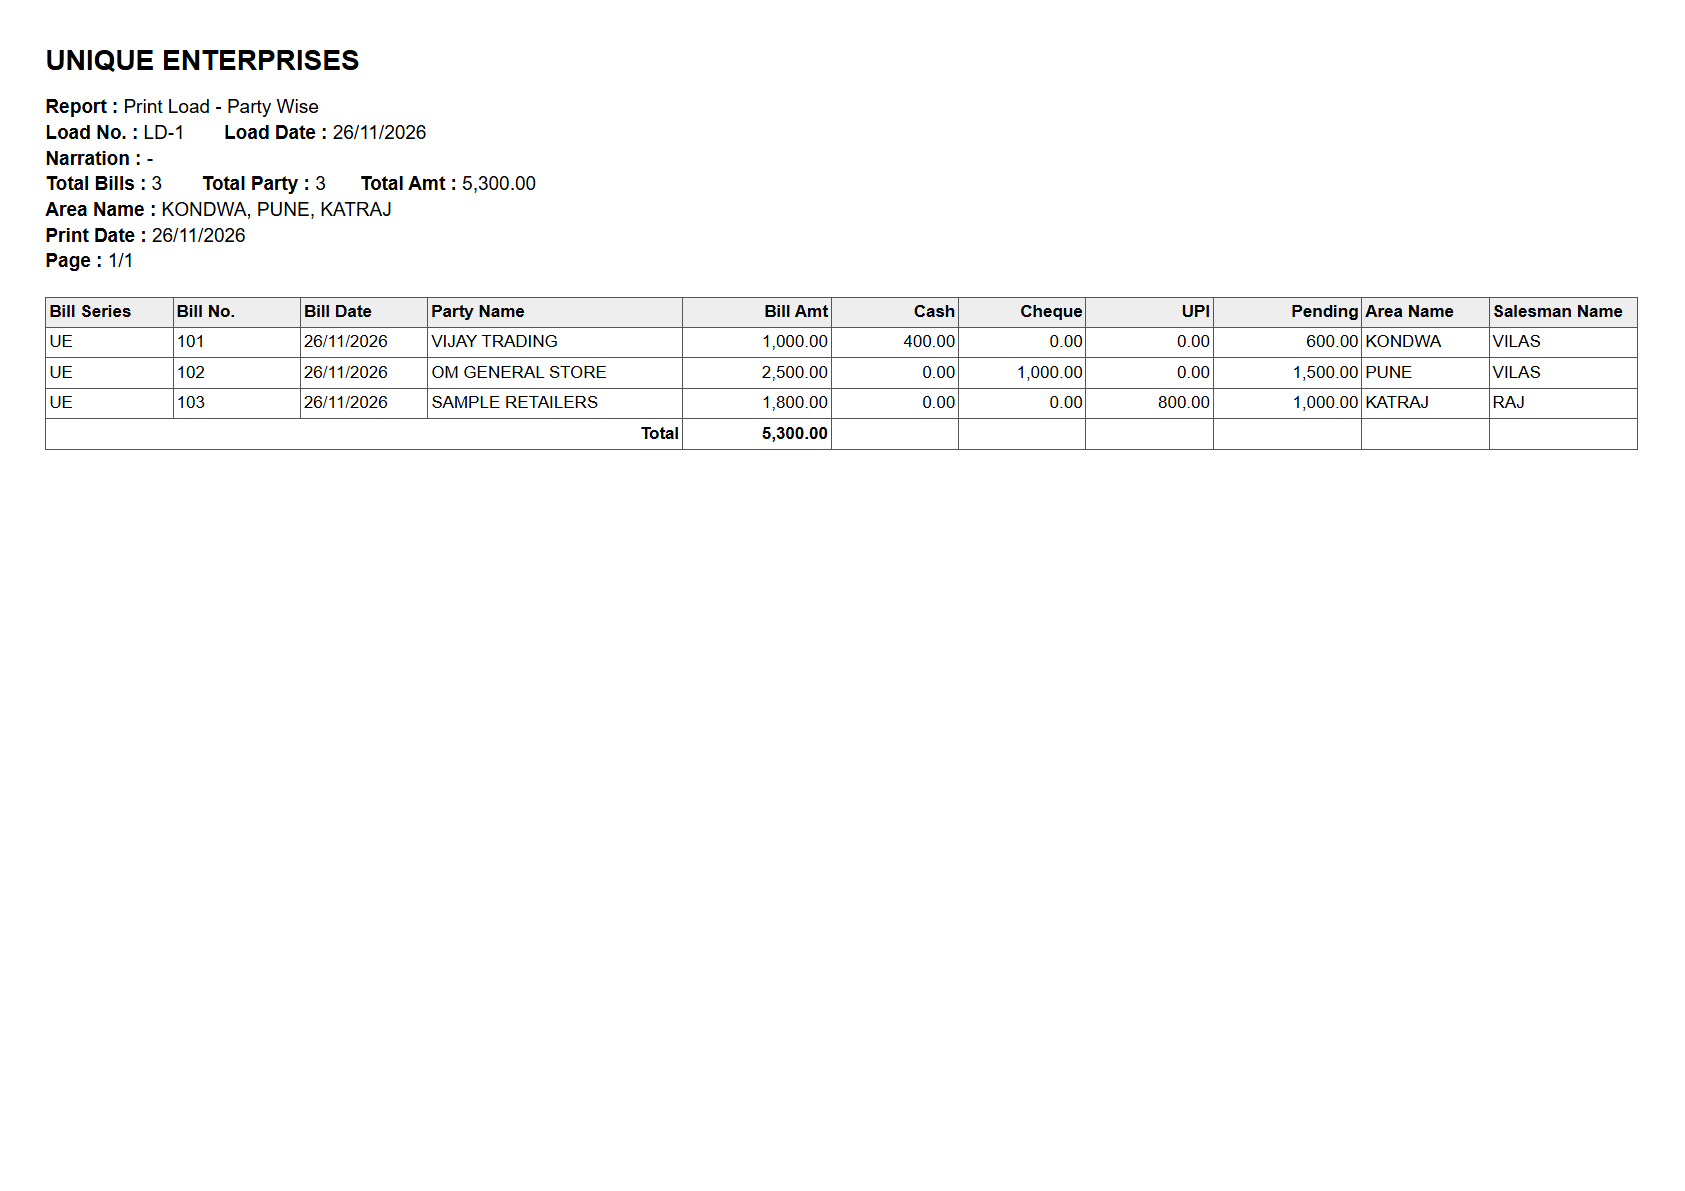 UNIQUE ENTERPRISES
Report : Print Load - Party Wise
Load No. : LD-1 Load Date : 26/11/2026
Narration : -
Total Bills : 3 Total Party : 3 Total Amt : 5,300.00
Area Name : KONDWA, PUNE, KATRAJ
Print Date : 26/11/2026
Page : 1/1
Bill Series Bill No. Bill Date Party Name Bill Amt Cash Cheque UPI Pending Area Name Salesman Name
UE 101 26/11/2026 VIJAY TRADING 1,000.00 400.00 0.00 0.00 600.00 KONDWA VILAS
UE 102 26/11/2026 OM GENERAL STORE 2,500.00 0.00 1,000.00 0.00 1,500.00 PUNE VILAS
UE 103 26/11/2026 SAMPLE RETAILERS 1,800.00 0.00 0.00 800.00 1,000.00 KATRAJ RAJ
Total 5,300.00